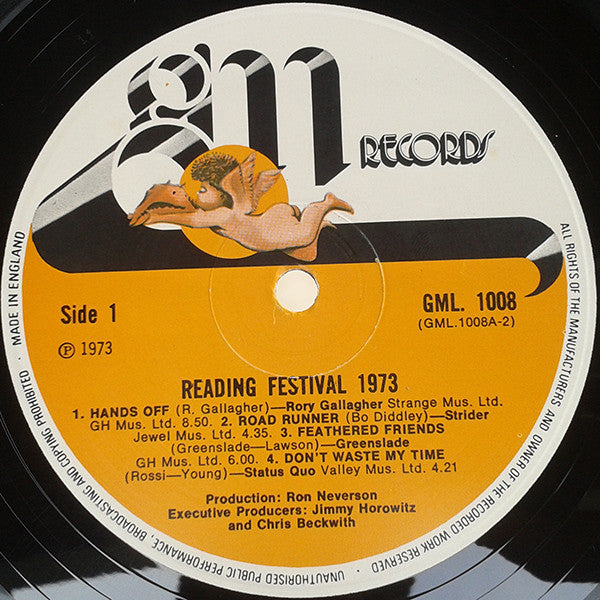 gm
RECORDS
Side 1
GML. 1008
(GML.1008A-2)
℗ 1973
READING FESTIVAL 1973
1. HANDS OFF (R. Gallagher)—Rory Gallagher Strange Mus. Ltd.
GH Mus. Ltd. 8.50. 2. ROAD RUNNER (Bo Diddley)—Strider
Jewel Mus. Ltd. 4.35. 3. FEATHERED FRIENDS
(Greenslade—Lawson)—Greenslade
GH Mus. Ltd. 6.00. 4. DON'T WASTE MY TIME
(Rossi—Young)—Status Quo Valley Mus. Ltd. 4.21
Production: Ron Neverson
Executive Producers: Jimmy Horowitz
and Chris Beckwith
ALL RIGHTS OF THE MANUFACTURERS AND OWNER OF THE RECORDED WORK RESERVED · UNAUTHORISED PUBLIC PERFORMANCE, BROADCASTING AND COPYING PROHIBITED · MADE IN ENGLAND